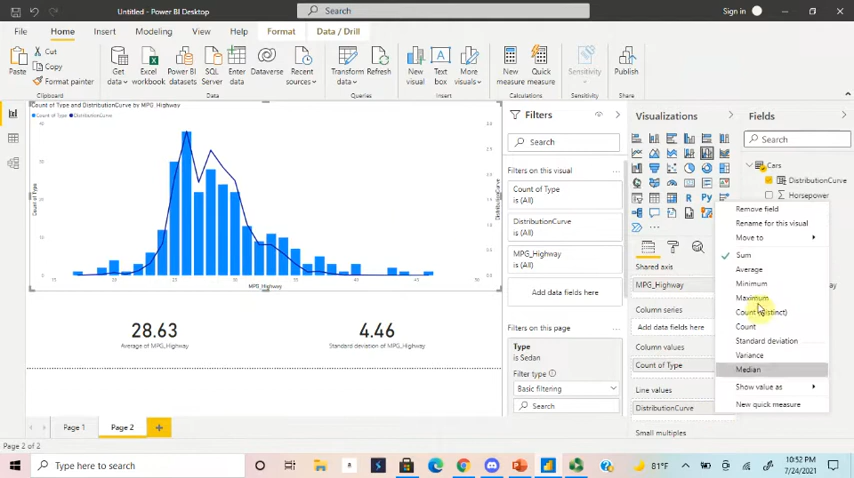 Untitled - Power BI Desktop
Search
Sign in
File
Home
Insert
Modeling
View
Help
Format
Data / Drill
Paste
Cut
Copy
Format painter
Clipboard
Get data
Excel workbook
Power BI datasets
SQL Server
Enter data
Dataverse
Recent sources
Data
Transform data
Refresh
Queries
New visual
Text box
More visuals
Insert
New measure
Quick measure
Calculations
Sensitivity
Sensitivity
Publish
Share
Count of Type and DistributionCurve by MPG_Highway
Count of Type DistributionCurve
Count of Type
DistributionCurve
MPG_Highway
28.63
Average of MPG_Highway
4.46
Standard deviation of MPG_Highway
Filters
Search
Filters on this visual
Count of Type
is (All)
DistributionCurve
is (All)
MPG_Highway
is (All)
Add data fields here
Filters on this page
Type
is Sedan
Filter type
Basic filtering
Search
Visualizations
Shared axis
MPG_Highway
Column series
Add data fields here
Column values
Count of Type
Line values
DistributionCurve
Small multiples
Fields
Search
Cars
DistributionCurve
Horsepower
Remove field
Rename for this visual
Move to
Sum
Average
Minimum
Maximum
Count (Distinct)
Count
Standard deviation
Variance
Median
Show value as
New quick measure
Page 1
Page 2
Page 2 of 2
Type here to search
81°F
10:52 PM
7/24/2021